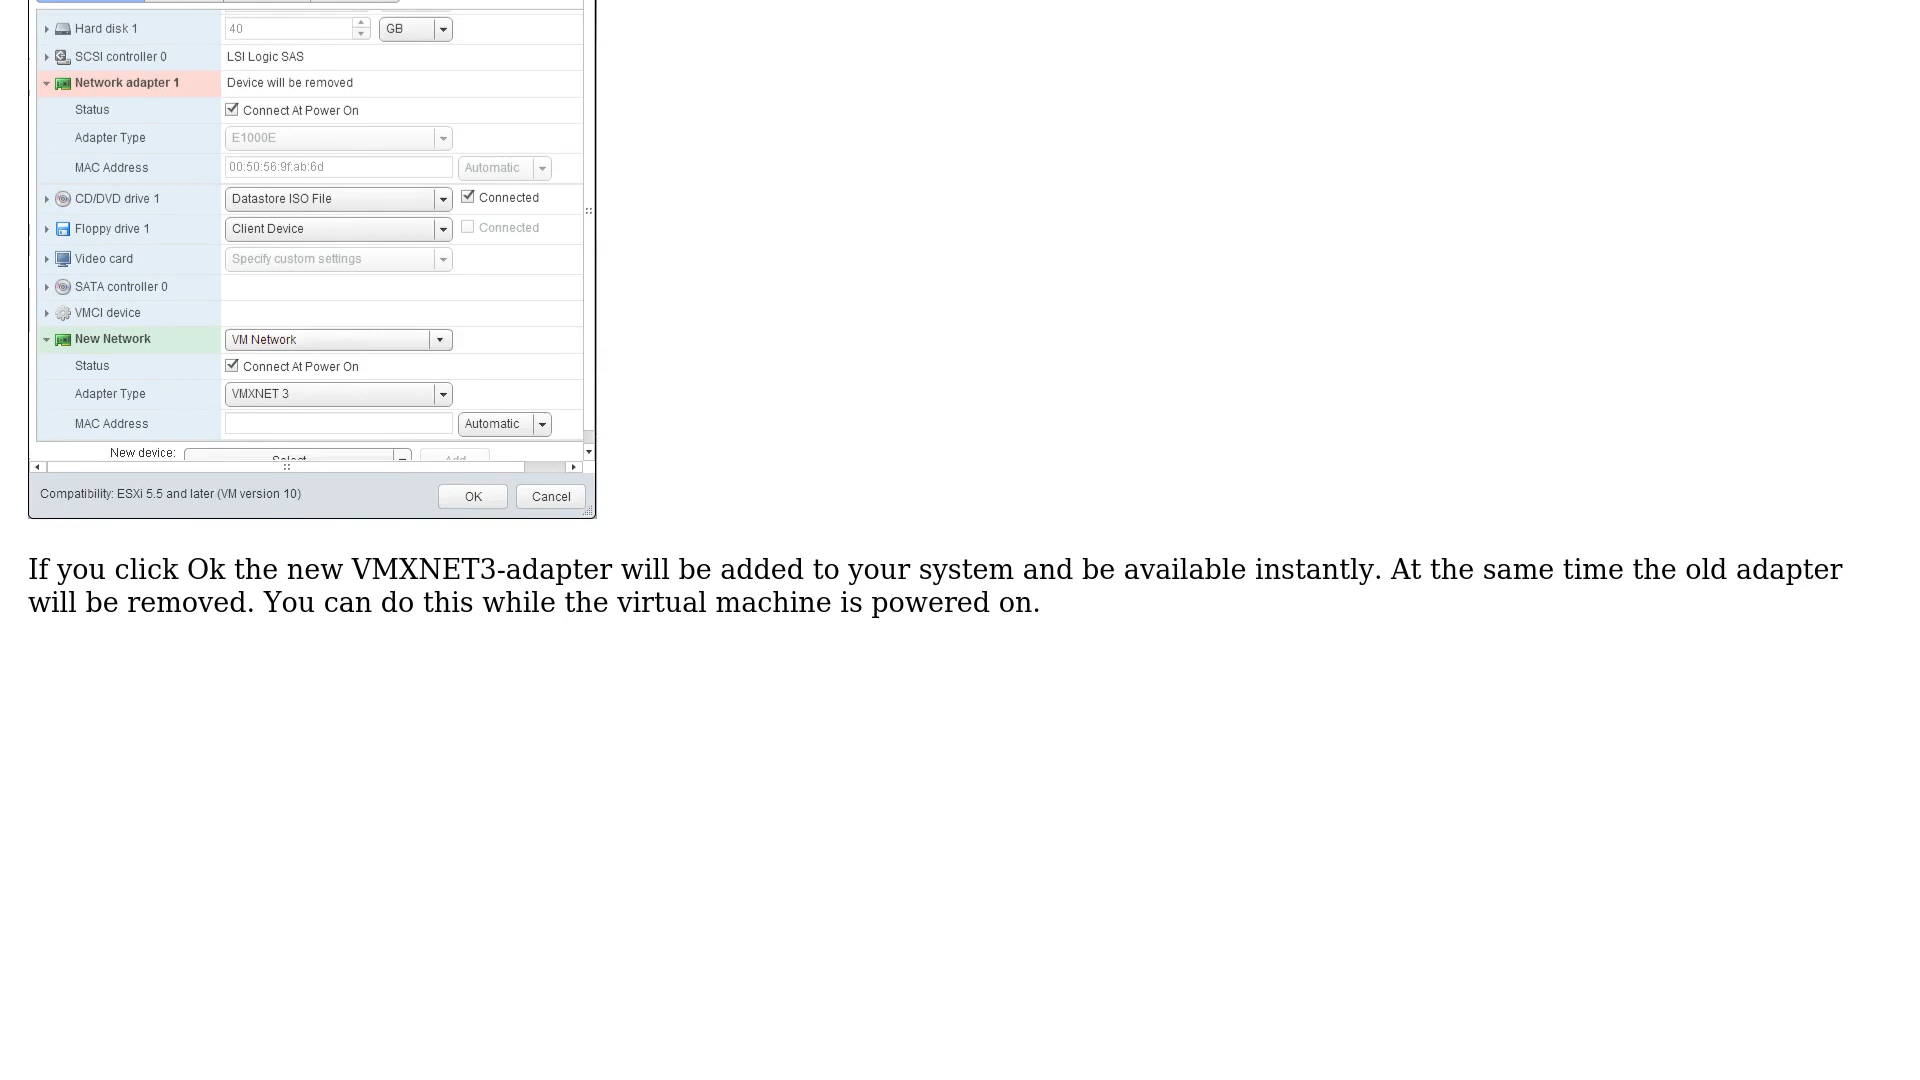 Hard disk 1 40 GB
SCSI controller 0 LSI Logic SAS
Network adapter 1 Device will be removed
Status Connect At Power On
Adapter Type E1000E
MAC Address 00:50:56:9f:ab:6d Automatic
CD/DVD drive 1 Datastore ISO File Connected
Floppy drive 1 Client Device Connected
Video card Specify custom settings
SATA controller 0
VMCI device
New Network VM Network
Status Connect At Power On
Adapter Type VMXNET 3
MAC Address Automatic
New device: Select Add
Compatibility: ESXi 5.5 and later (VM version 10) OK Cancel
If you click Ok the new VMXNET3-adapter will be added to your system and be available instantly. At the same time the old adapter
will be removed. You can do this while the virtual machine is powered on.